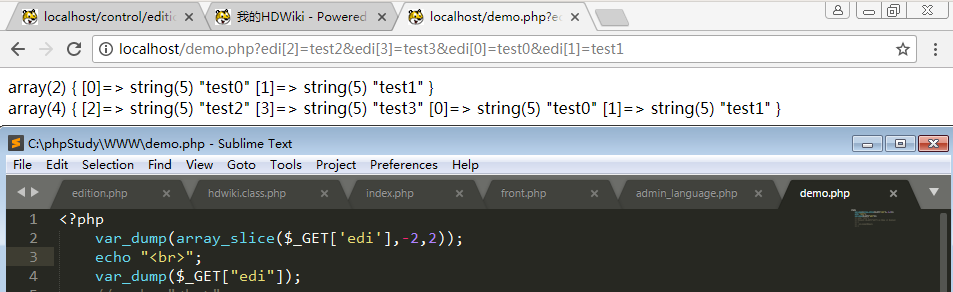 localhost/control/editi
我的HDWiki - Powered
localhost/demo.php?e
localhost/demo.php?edi[2]=test2&edi[3]=test3&edi[0]=test0&edi[1]=test1
array(2) { [0]=> string(5) "test0" [1]=> string(5) "test1" }
array(4) { [2]=> string(5) "test2" [3]=> string(5) "test3" [0]=> string(5) "test0" [1]=> string(5) "test1" }
C:\phpStudy\WWW\demo.php - Sublime Text
File Edit Selection Find View Goto Tools Project Preferences Help
edition.php hdwiki.class.php index.php front.php admin_language.php demo.php
1 <?php
2 var_dump(array_slice($_GET['edi'],-2,2));
3 echo "<br>";
4 var_dump($_GET["edi"]);